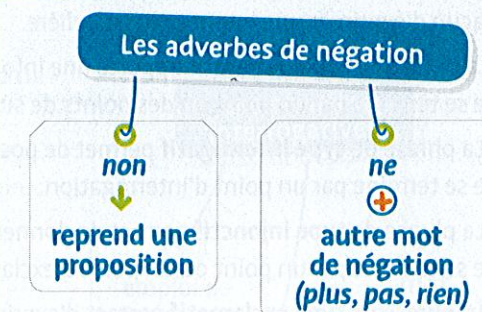 Les adverbes de négation
non
reprend une
proposition
ne
autre mot
de négation
(plus, pas, rien)